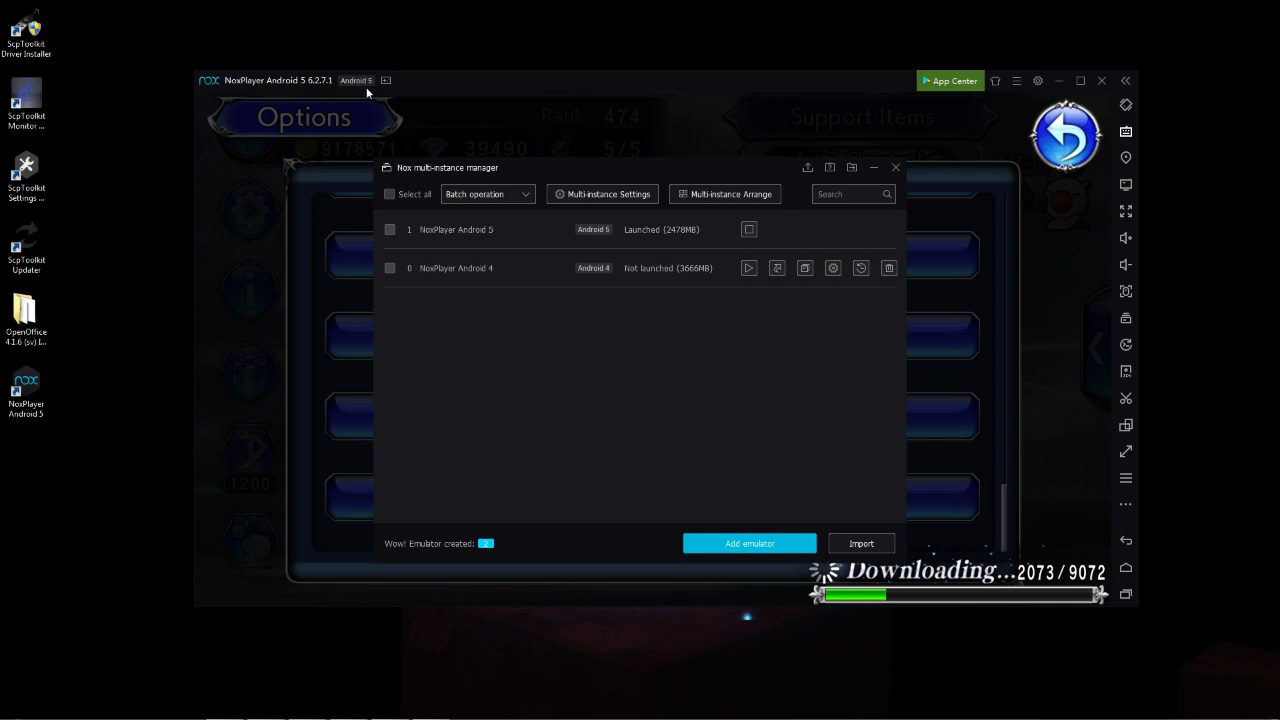 ScpToolkit
Driver Installer
ScpToolkit
Monitor ...
ScpToolkit
Settings ...
ScpToolkit
Updater
OpenOffice
4.1.6 (sv) I...
nox
NoxPlayer
Android 5
nox NoxPlayer Android 5 6.2.7.1 Android 5
App Center
Options
Rank 474
Support Items
9178571 39490 5/5
Nox multi-instance manager
Select all Batch operation Multi-instance Settings Multi-instance Arrange Search
1 NoxPlayer Android 5 Android 5 Launched (2478MB)
0 NoxPlayer Android 4 Android 4 Not launched (3666MB)
1200
Wow! Emulator created: 2 Add emulator Import
Downloading...2073/9072